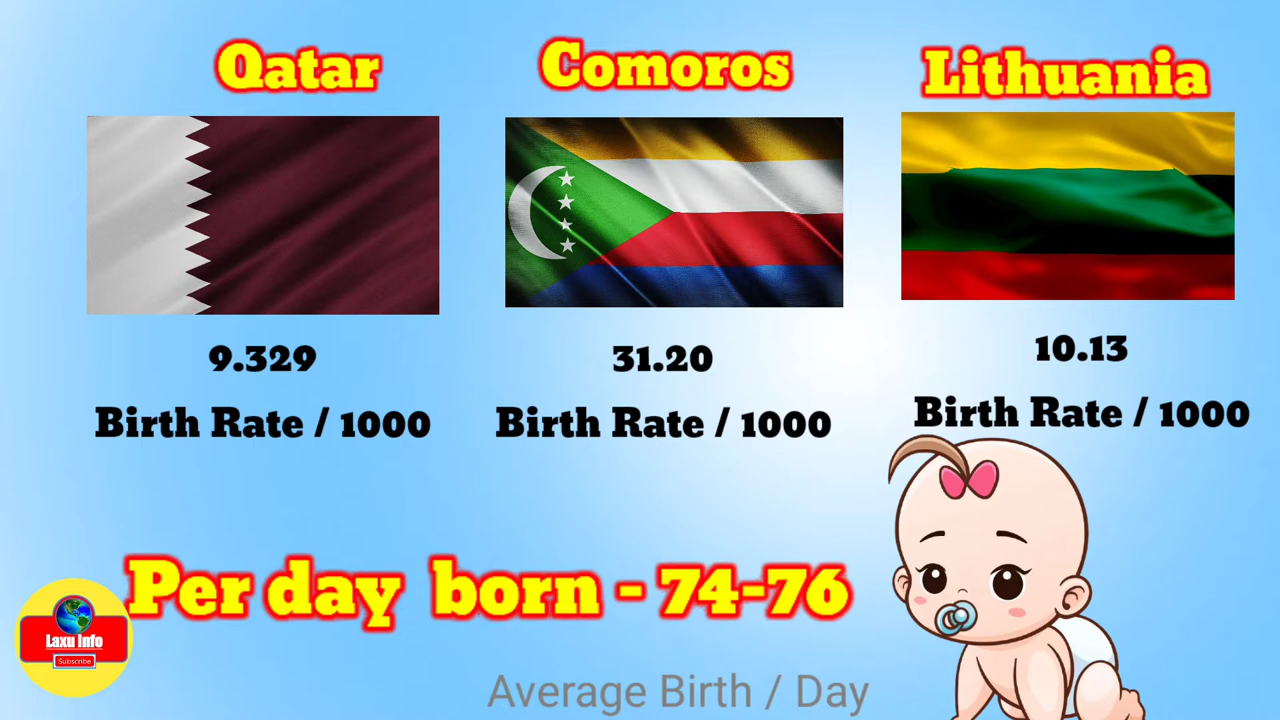 Qatar
Comoros
Lithuania
9.329
31.20
10.13
Birth Rate / 1000
Birth Rate / 1000
Birth Rate / 1000
Per day born - 74-76
Laxu Info
Subscribe
Average Birth / Day